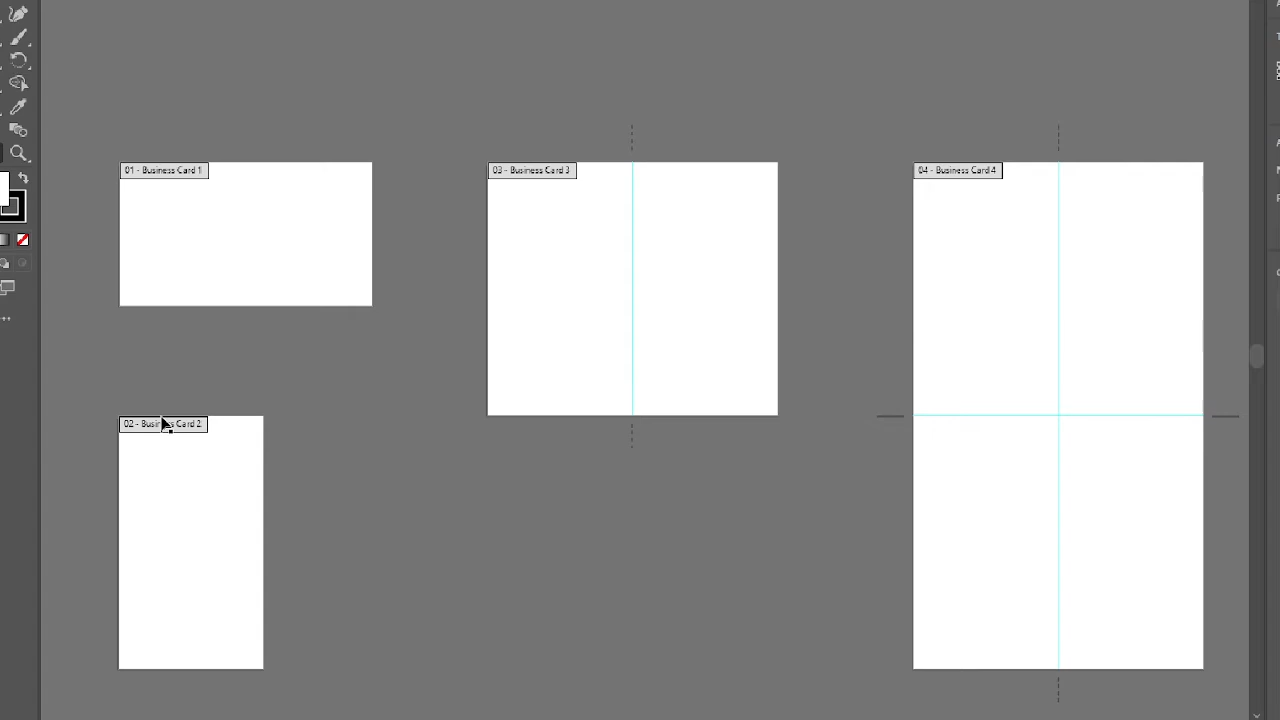 01 - Business Card 1
03 - Business Card 3
04 - Business Card 4
02 - Business Card 2